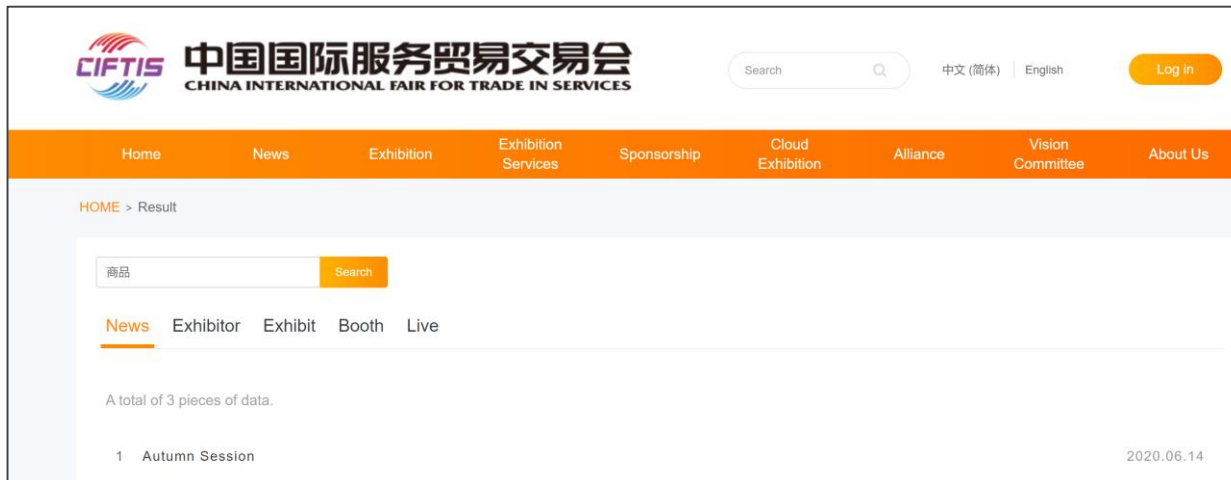 CIFTIS
中国国际服务贸易交易会
CHINA INTERNATIONAL FAIR FOR TRADE IN SERVICES
Search
中文 (简体)
English
Log in
Home
News
Exhibition
Exhibition
Services
Sponsorship
Cloud
Exhibition
Alliance
Vision
Committee
About Us
HOME > Result
商品
Search
News Exhibitor Exhibit Booth Live
A total of 3 pieces of data.
1 Autumn Session 2020.06.14